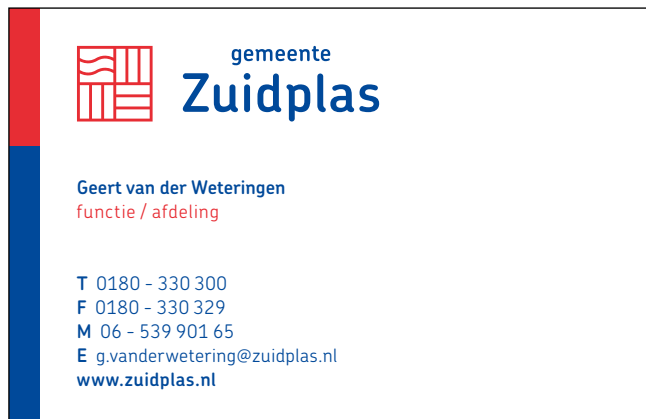 gemeente
Zuidplas
Geert van der Weteringen
functie / afdeling
T 0180 - 330 300
F 0180 - 330 329
M 06 - 539 901 65
E g.vanderwetering@zuidplas.nl
www.zuidplas.nl